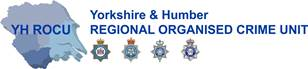 Yorkshire & Humber
YH ROCU REGIONAL ORGANISED CRIME UNIT